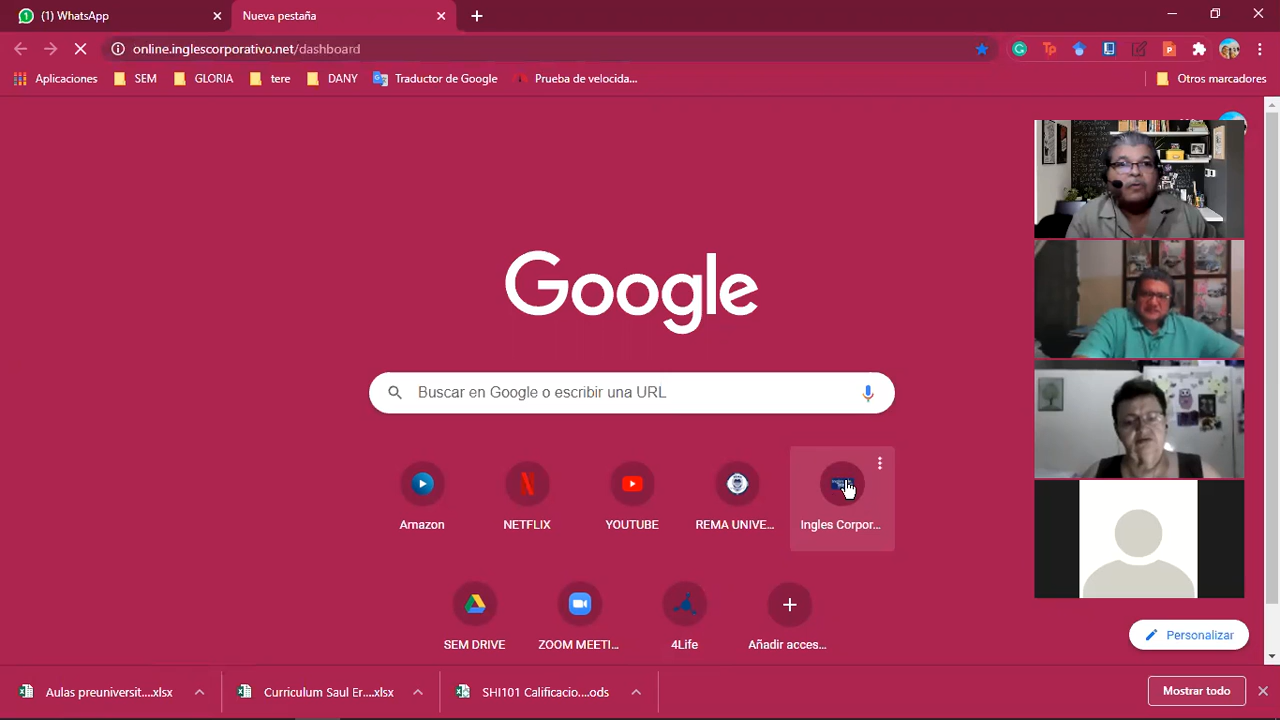 (1) WhatsApp
Nueva pestaña
online.inglescorporativo.net/dashboard
Aplicaciones SEM GLORIA tere DANY Traductor de Google Prueba de velocida... Otros marcadores
Google
Buscar en Google o escribir una URL
Amazon NETFLIX YOUTUBE REMA UNIVE... Ingles Corpor...
SEM DRIVE ZOOM MEETI... 4Life Añadir acces...
Personalizar
Aulas preuniversit....xlsx Curriculum Saul Er....xlsx SHI101 Calificacio....ods Mostrar todo